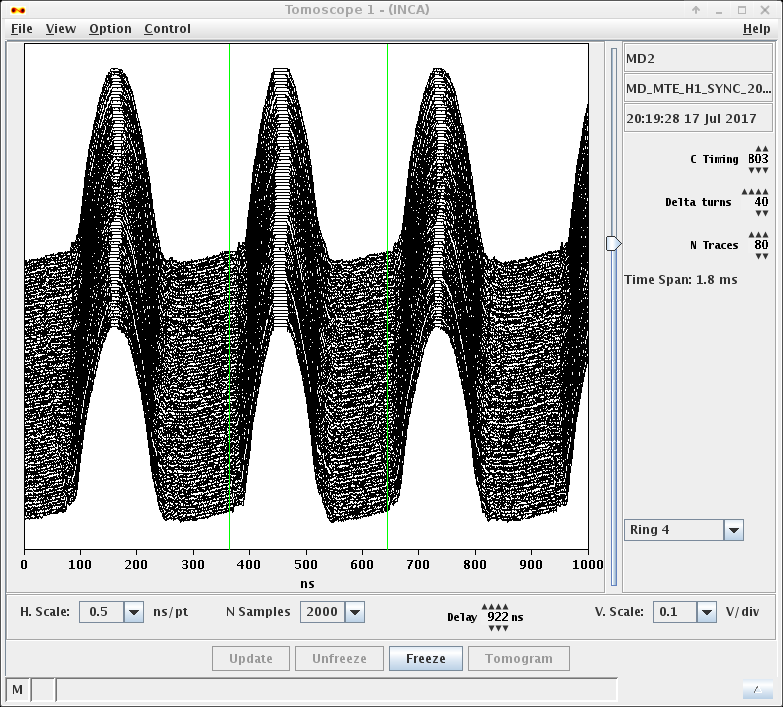 Tomoscope 1 - (INCA)
File View Option Control Help
MD2
MD_MTE_H1_SYNC_20...
20:19:28 17 Jul 2017
C Timing 803
Delta turns 40
N Traces 80
Time Span: 1.8 ms
Ring 4
0 100 200 300 400 500 600 700 800 900 1000
ns
H. Scale: 0.5 ns/pt N Samples 2000 Delay 922 ns V. Scale: 0.1 V/div
Update Unfreeze Freeze Tomogram
M